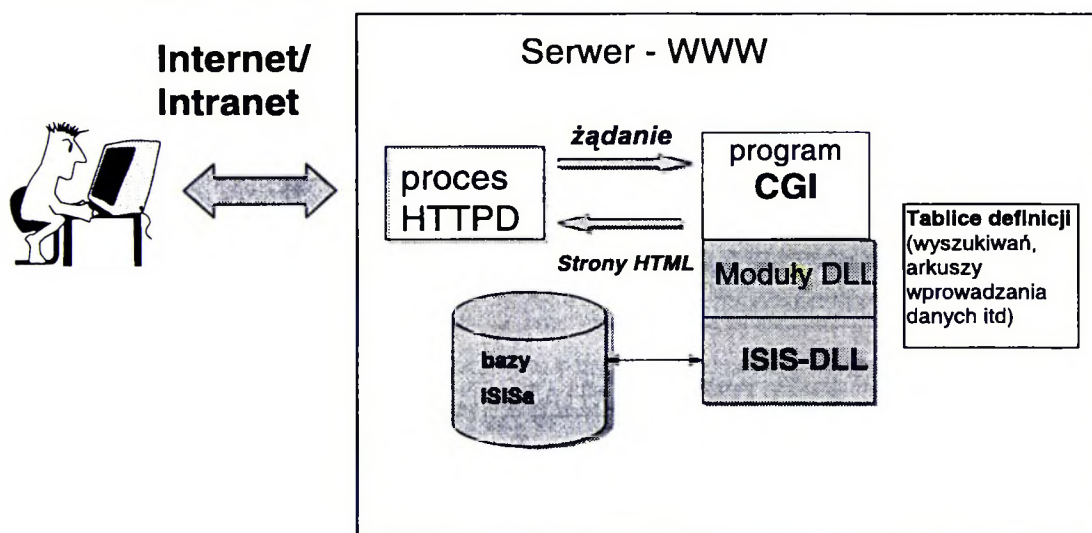 Internet/
Intranet
Serwer - WWW
żądanie
proces
HTTPD
Strony HTML
program
CGI
Moduły DLL
ISIS-DLL
bazy
ISISa
Tablice definicji
(wyszukiwań,
arkuszy
wprowadzania
danych itd)